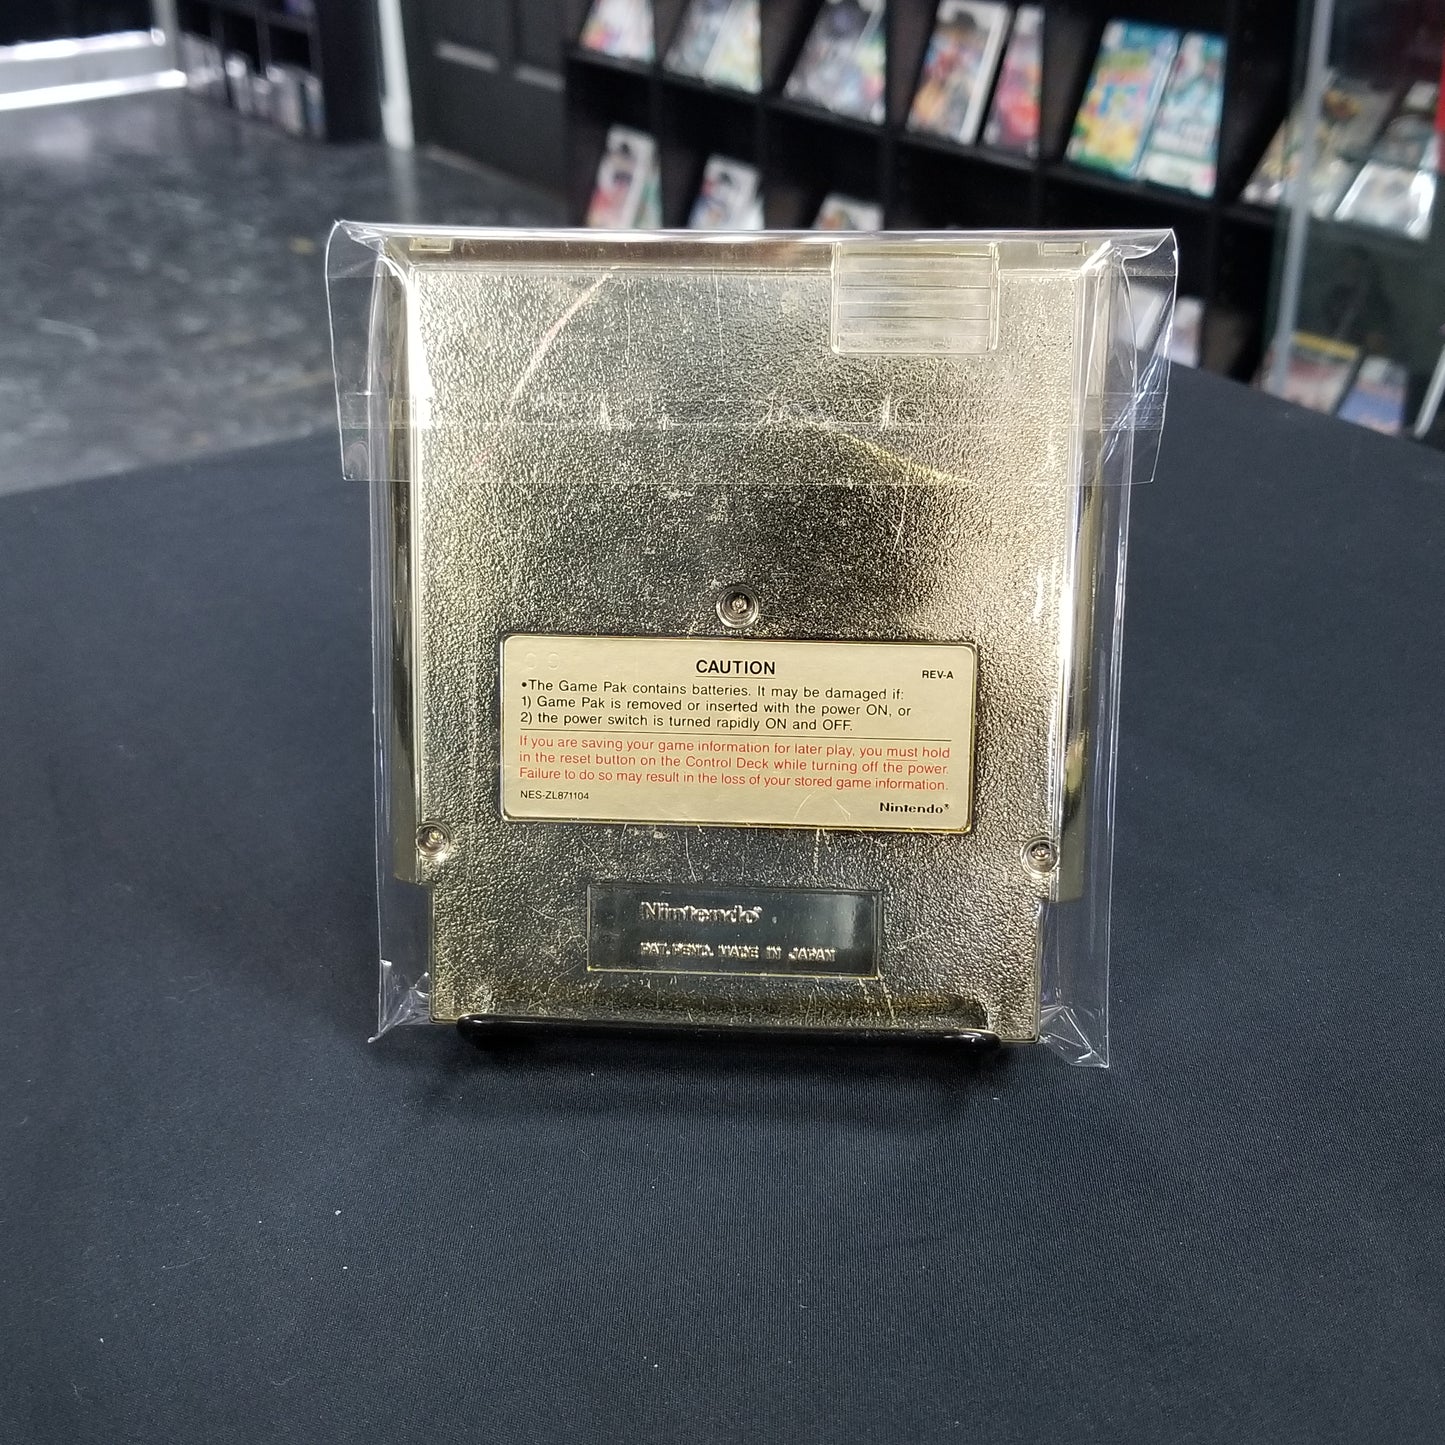 CAUTION
REV-A
•The Game Pak contains batteries. It may be damaged if:
1) Game Pak is removed or inserted with the power ON, or
2) the power switch is turned rapidly ON and OFF.
If you are saving your game information for later play, you must hold
in the reset button on the Control Deck while turning off the power.
Failure to do so may result in the loss of your stored game information.
NES-ZL871104
Nintendo®
Nintendo®
PAT. PEND. MADE IN JAPAN